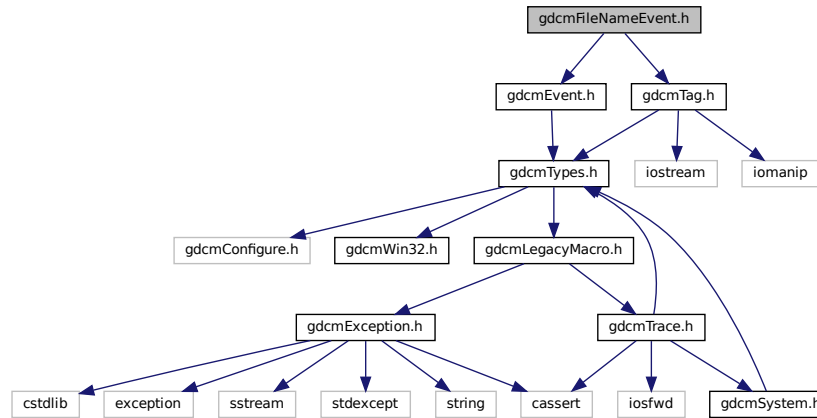 gdcmFileNameEvent.h
gdcmEvent.h
gdcmTag.h
gdcmTypes.h
iostream
iomanip
gdcmConfigure.h
gdcmWin32.h
gdcmLegacyMacro.h
gdcmException.h
gdcmTrace.h
cstdlib
exception
sstream
stdexcept
string
cassert
iosfwd
gdcmSystem.h